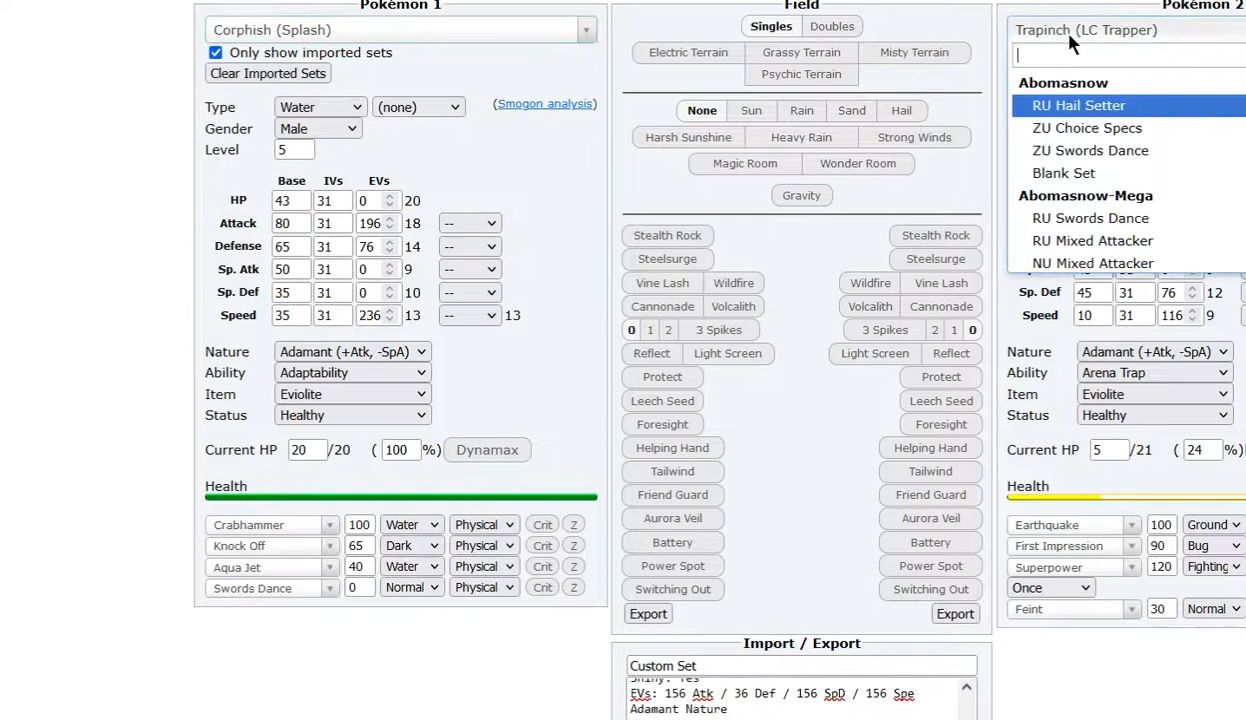 Pokémon 1
Corphish (Splash)
Only show imported sets
Clear Imported Sets
Type Water (none) (Smogon analysis)
Gender Male
Level 5
Base IVs EVs
HP 43 31 0 20
Attack 80 31 196 18 --
Defense 65 31 76 14 --
Sp. Atk 50 31 0 9 --
Sp. Def 35 31 0 10 --
Speed 35 31 236 13 -- 13
Nature Adamant (+Atk, -SpA)
Ability Adaptability
Item Eviolite
Status Healthy
Current HP 20 /20 ( 100 %) Dynamax
Health
Crabhammer 100 Water Physical Crit Z
Knock Off 65 Dark Physical Crit Z
Aqua Jet 40 Water Physical Crit Z
Swords Dance 0 Normal Physical Crit Z
Field
Singles Doubles
Electric Terrain Grassy Terrain Misty Terrain
Psychic Terrain
None Sun Rain Sand Hail
Harsh Sunshine Heavy Rain Strong Winds
Magic Room Wonder Room
Gravity
Stealth Rock Stealth Rock
Steelsurge Steelsurge
Vine Lash Wildfire Wildfire Vine Lash
Cannonade Volcalith Volcalith Cannonade
0 1 2 3 Spikes 3 Spikes 2 1 0
Reflect Light Screen Light Screen Reflect
Protect Protect
Leech Seed Leech Seed
Foresight Foresight
Helping Hand Helping Hand
Tailwind Tailwind
Friend Guard Friend Guard
Aurora Veil Aurora Veil
Battery Battery
Power Spot Power Spot
Switching Out Switching Out
Export Export
Import / Export
Custom Set
Shiny: Yes
EVs: 156 Atk / 36 Def / 156 SpD / 156 Spe
Adamant Nature
Pokémon 2
Trapinch (LC Trapper)
Abomasnow
RU Hail Setter
ZU Choice Specs
ZU Swords Dance
Blank Set
Abomasnow-Mega
RU Swords Dance
RU Mixed Attacker
NU Mixed Attacker
Sp. Def 45 31 76 12
Speed 10 31 116 9
Nature Adamant (+Atk, -SpA)
Ability Arena Trap
Item Eviolite
Status Healthy
Current HP 5 /21 ( 24 %)
Health
Earthquake 100 Ground
First Impression 90 Bug
Superpower 120 Fighting
Once
Feint 30 Normal